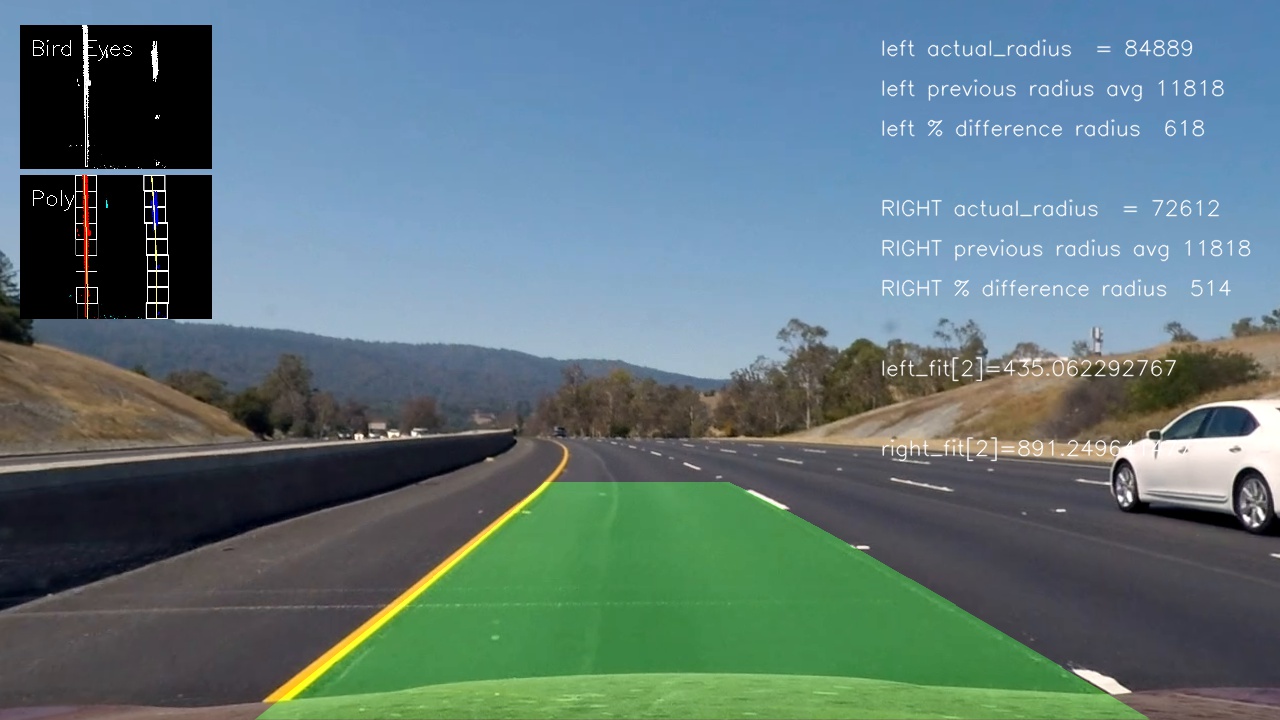 Bird Eyes
Poly
left actual_radius = 84889
left previous radius avg 11818
left % difference radius 618
RIGHT actual_radius = 72612
RIGHT previous radius avg 11818
RIGHT % difference radius 514
left_fit[2]=435.062292767